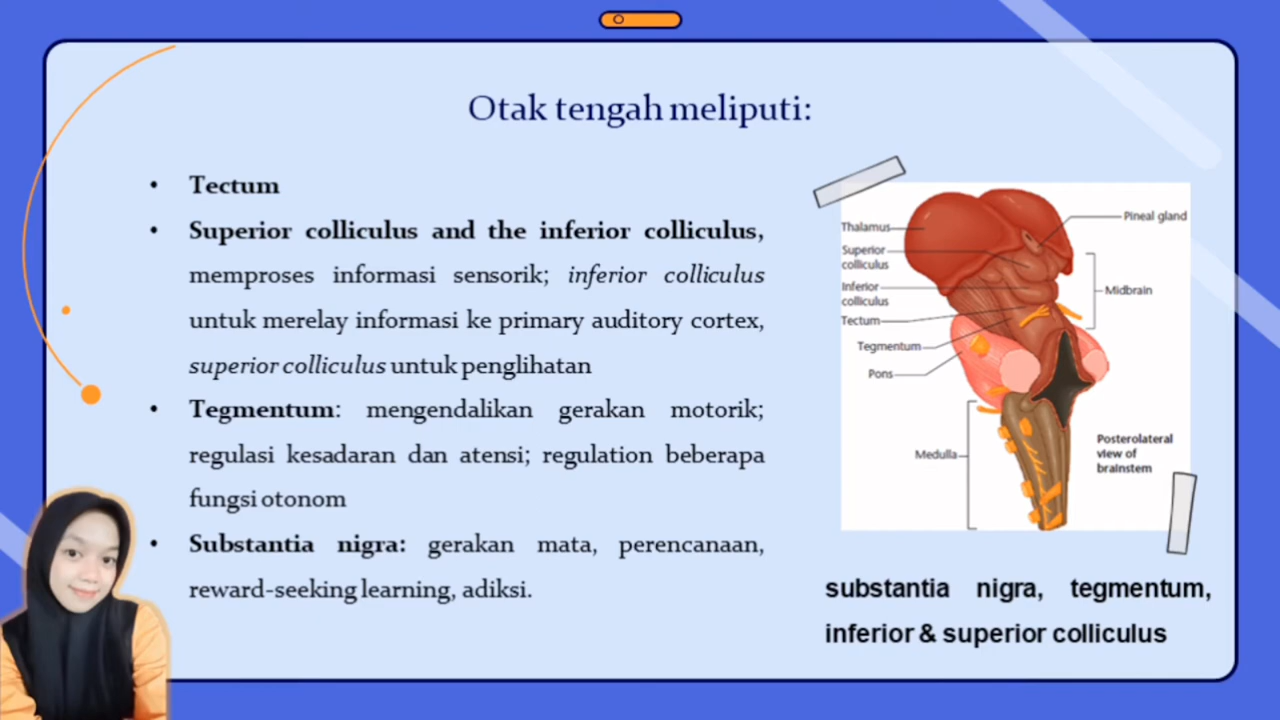 Otak tengah meliputi:
• Tectum
• Superior colliculus and the inferior colliculus,
memproses informasi sensorik; inferior colliculus
untuk merelay informasi ke primary auditory cortex,
superior colliculus untuk penglihatan
• Tegmentum: mengendalikan gerakan motorik;
regulasi kesadaran dan atensi; regulation beberapa
fungsi otonom
• Substantia nigra: gerakan mata, perencanaan,
reward-seeking learning, adiksi.
Thalamus
Superior
colliculus
Inferior
colliculus
Tectum
Tegmentum
Pons
Medulla
Pineal gland
Midbrain
Posterolateral
view of
brainstem
substantia nigra, tegmentum,
inferior & superior colliculus